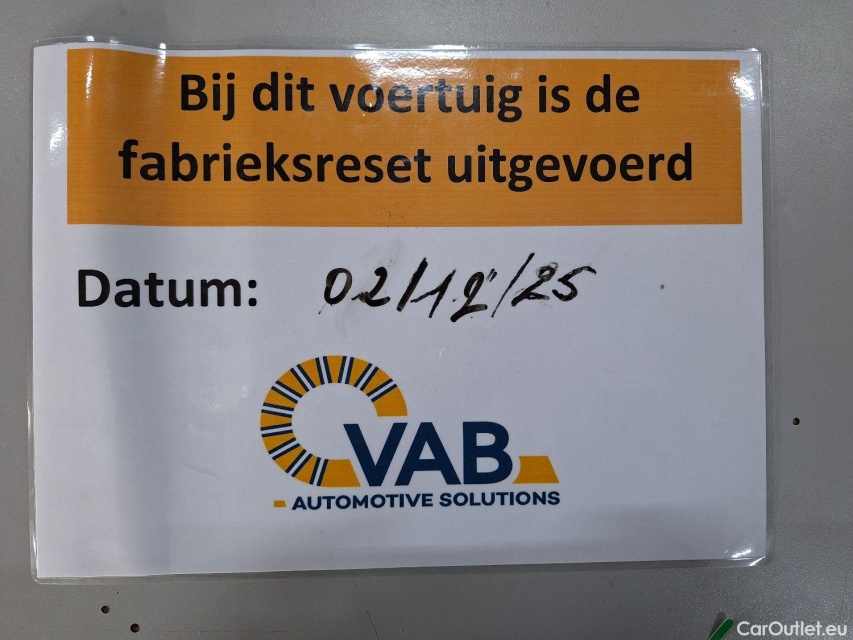 Bij dit voertuig is de
fabrieksreset uitgevoerd
Datum: 02/12/25
VAB
AUTOMOTIVE SOLUTIONS
CarOutlet.eu